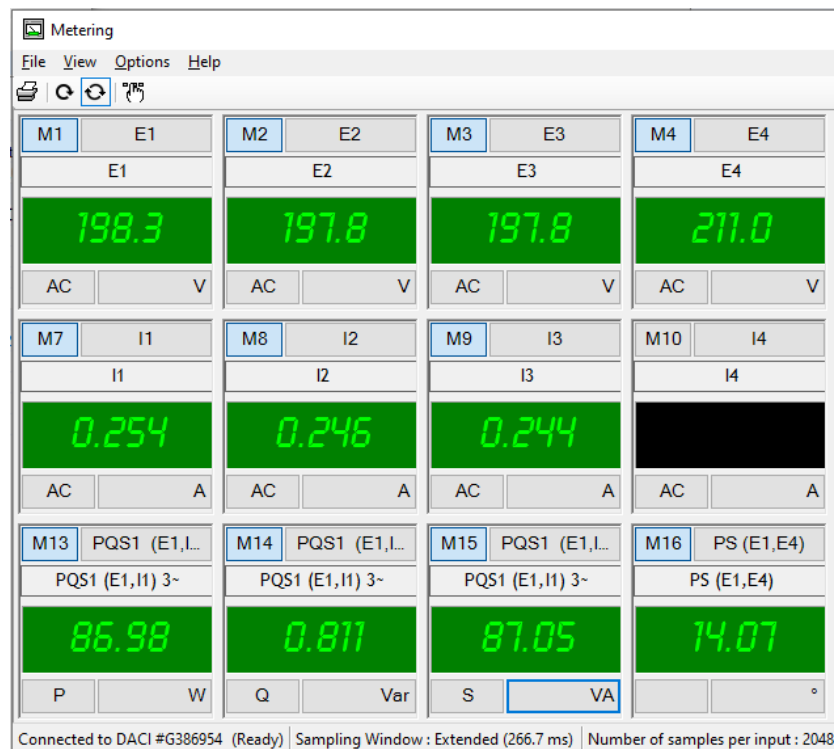 Metering
File View Options Help
M1 E1 M2 E2 M3 E3 M4 E4
E1 E2 E3 E4
198.3 197.8 197.8 211.0
AC V AC V AC V AC V
M7 I1 M8 I2 M9 I3 M10 I4
I1 I2 I3 I4
0.254 0.246 0.244
AC A AC A AC A AC A
M13 PQS1 (E1,I... M14 PQS1 (E1,I... M15 PQS1 (E1,I... M16 PS (E1,E4)
PQS1 (E1,I1) 3~ PQS1 (E1,I1) 3~ PQS1 (E1,I1) 3~ PS (E1,E4)
86.98 0.811 87.05 14.07
P W Q Var S VA °
Connected to DACI #G386954 (Ready) Sampling Window : Extended (266.7 ms) Number of samples per input : 2048